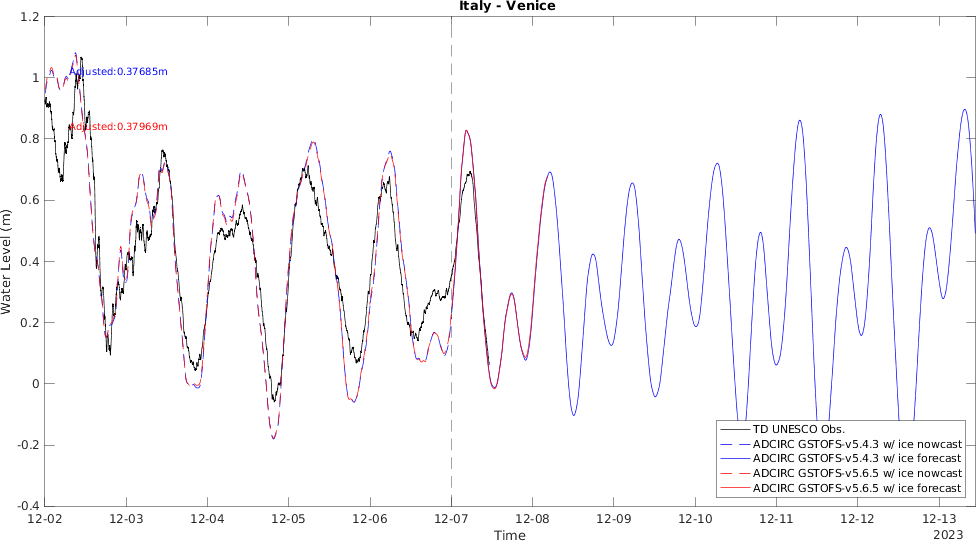 Italy - Venice
1.2
1
0.8
0.6
0.4
0.2
0
-0.2
-0.4
Water Level (m)
Adjusted:0.37685m
Adjusted:0.37969m
TD UNESCO Obs.
ADCIRC GSTOFS-v5.4.3 w/ ice nowcast
ADCIRC GSTOFS-v5.4.3 w/ ice forecast
ADCIRC GSTOFS-v5.6.5 w/ ice nowcast
ADCIRC GSTOFS-v5.6.5 w/ ice forecast
12-02 12-03 12-04 12-05 12-06 12-07 12-08 12-09 12-10 12-11 12-12 12-13
Time
2023